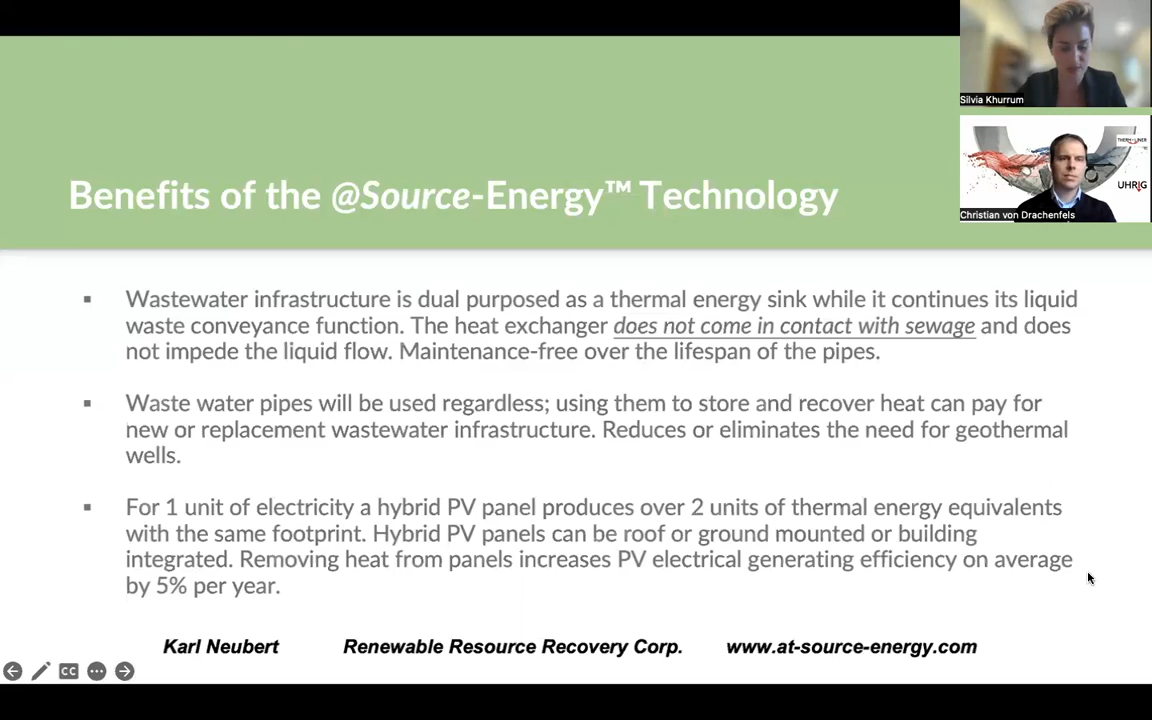 Silvia Khurrum
THERM LINER
UHRIG
Christian von Drachenfels
Benefits of the @Source-Energy™ Technology
▪ Wastewater infrastructure is dual purposed as a thermal energy sink while it continues its liquid
waste conveyance function. The heat exchanger does not come in contact with sewage and does
not impede the liquid flow. Maintenance-free over the lifespan of the pipes.
▪ Waste water pipes will be used regardless; using them to store and recover heat can pay for
new or replacement wastewater infrastructure. Reduces or eliminates the need for geothermal
wells.
▪ For 1 unit of electricity a hybrid PV panel produces over 2 units of thermal energy equivalents
with the same footprint. Hybrid PV panels can be roof or ground mounted or building
integrated. Removing heat from panels increases PV electrical generating efficiency on average
by 5% per year.
Karl Neubert Renewable Resource Recovery Corp. www.at-source-energy.com
CC